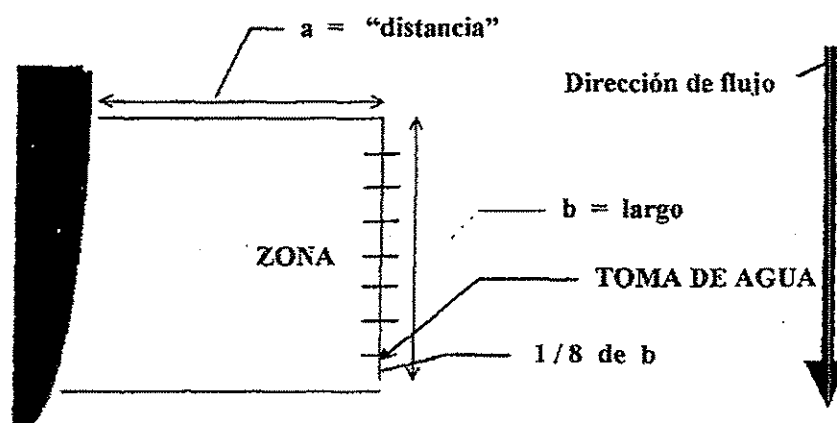 a = “distancia”
Dirección de flujo
b = largo
ZONA
TOMA DE AGUA
1/8 de b